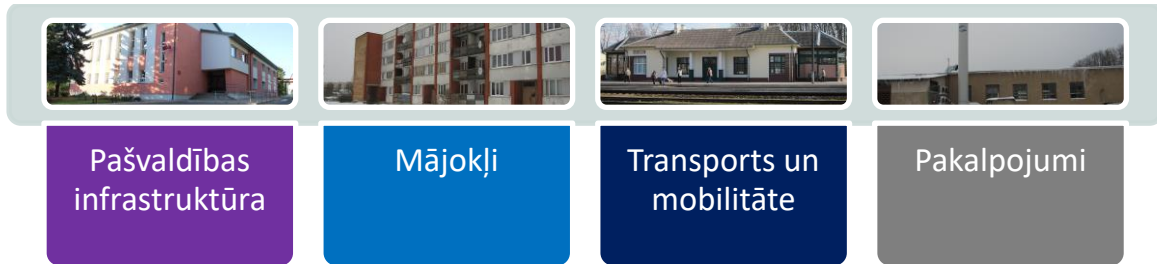 Pašvaldības
infrastruktūra
Mājokļi
Transports un
mobilitāte
Pakalpojumi